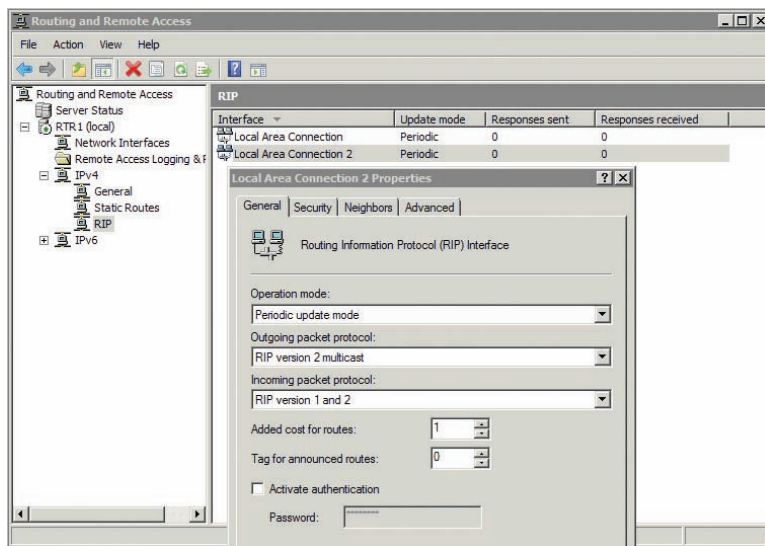 Routing and Remote Access
File Action View Help
Routing and Remote Access
Server Status
RTR1 (local)
Network Interfaces
Remote Access Logging &
IPv4
General
Static Routes
RIP
IPv6
RIP
Interface Update mode Responses sent Responses received
Local Area Connection Periodic 0 0
Local Area Connection 2 Periodic 0 0
Local Area Connection 2 Properties
General Security Neighbors Advanced
Routing Information Protocol (RIP) Interface
Operation mode:
Periodic update mode
Outgoing packet protocol:
RIP version 2 multicast
Incoming packet protocol:
RIP version 1 and 2
Added cost for routes: 1
Tag for announced routes: 0
Activate authentication
Password: